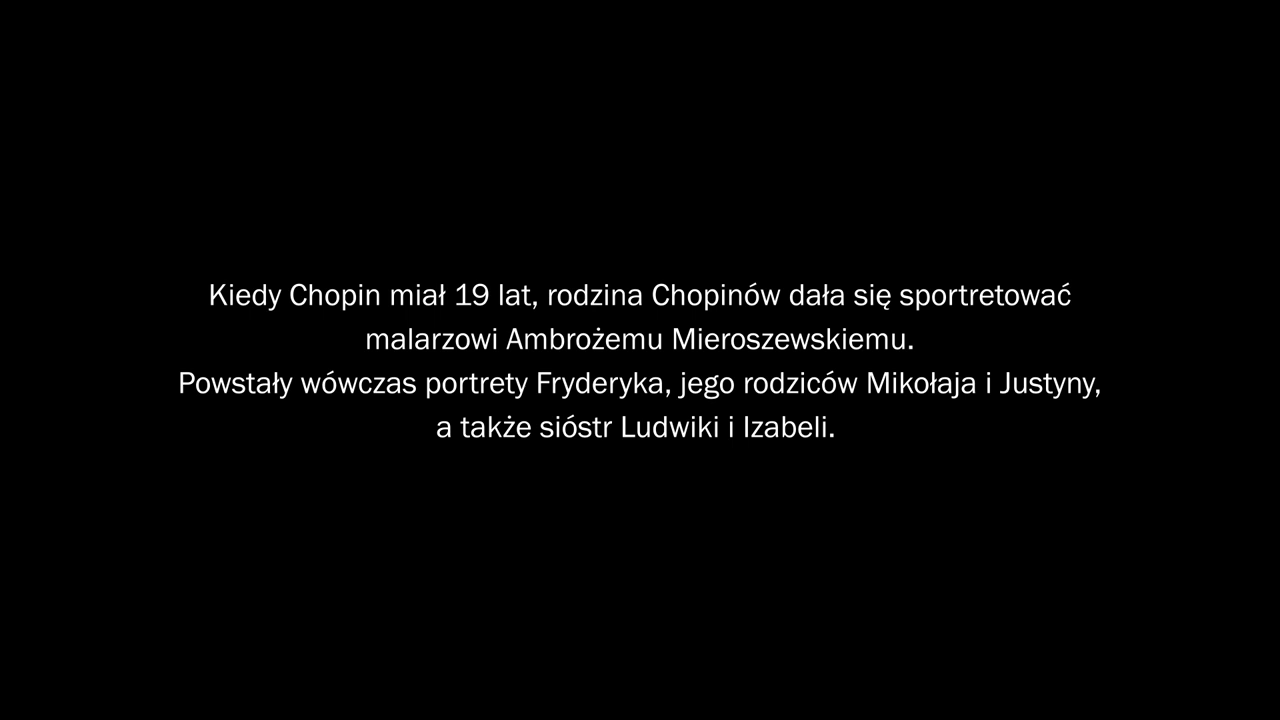 Kiedy Chopin miał 19 lat, rodzina Chopinów dała się sportretować
malarzowi Ambrożemu Mieroszewskiemu.
Powstały wówczas portrety Fryderyka, jego rodziców Mikołaja i Justyny,
a także sióstr Ludwiki i Izabeli.